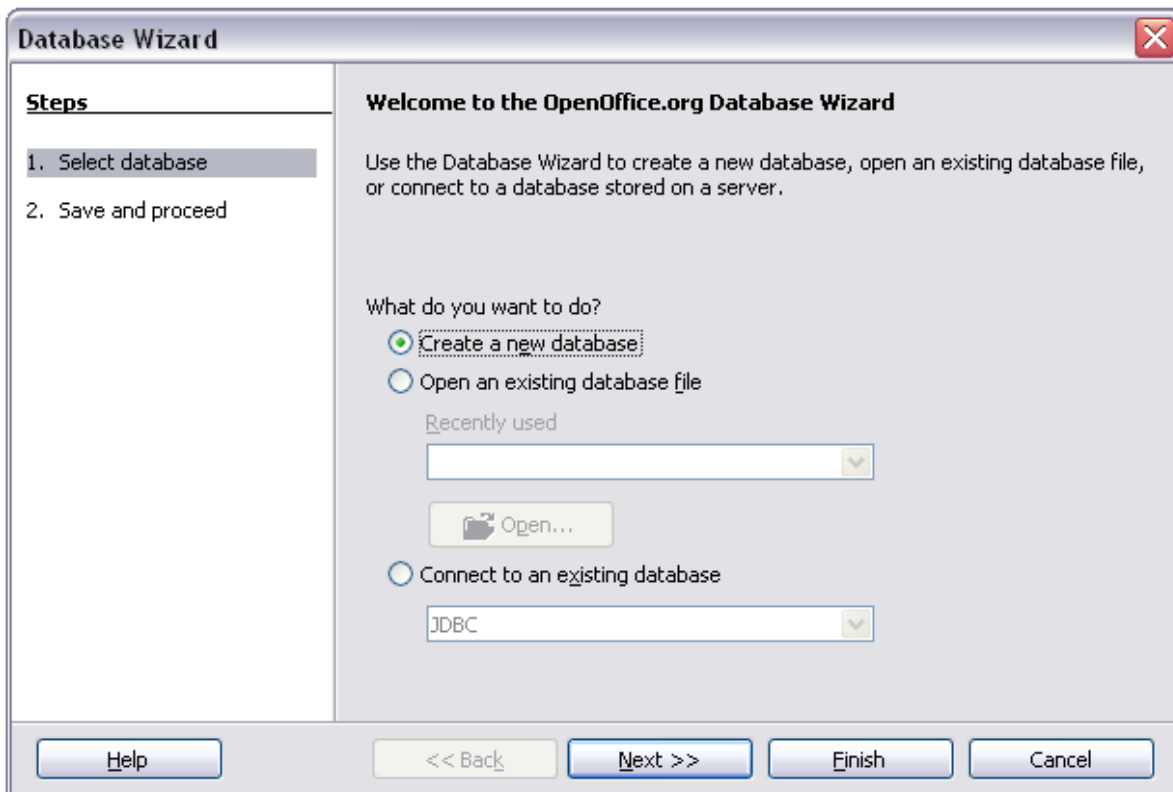 Database Wizard
Steps
1. Select database
2. Save and proceed
Welcome to the OpenOffice.org Database Wizard
Use the Database Wizard to create a new database, open an existing database file,
or connect to a database stored on a server.
What do you want to do?
Create a new database
Open an existing database file
Recently used
Open...
Connect to an existing database
JDBC
Help
<< Back
Next >>
Finish
Cancel